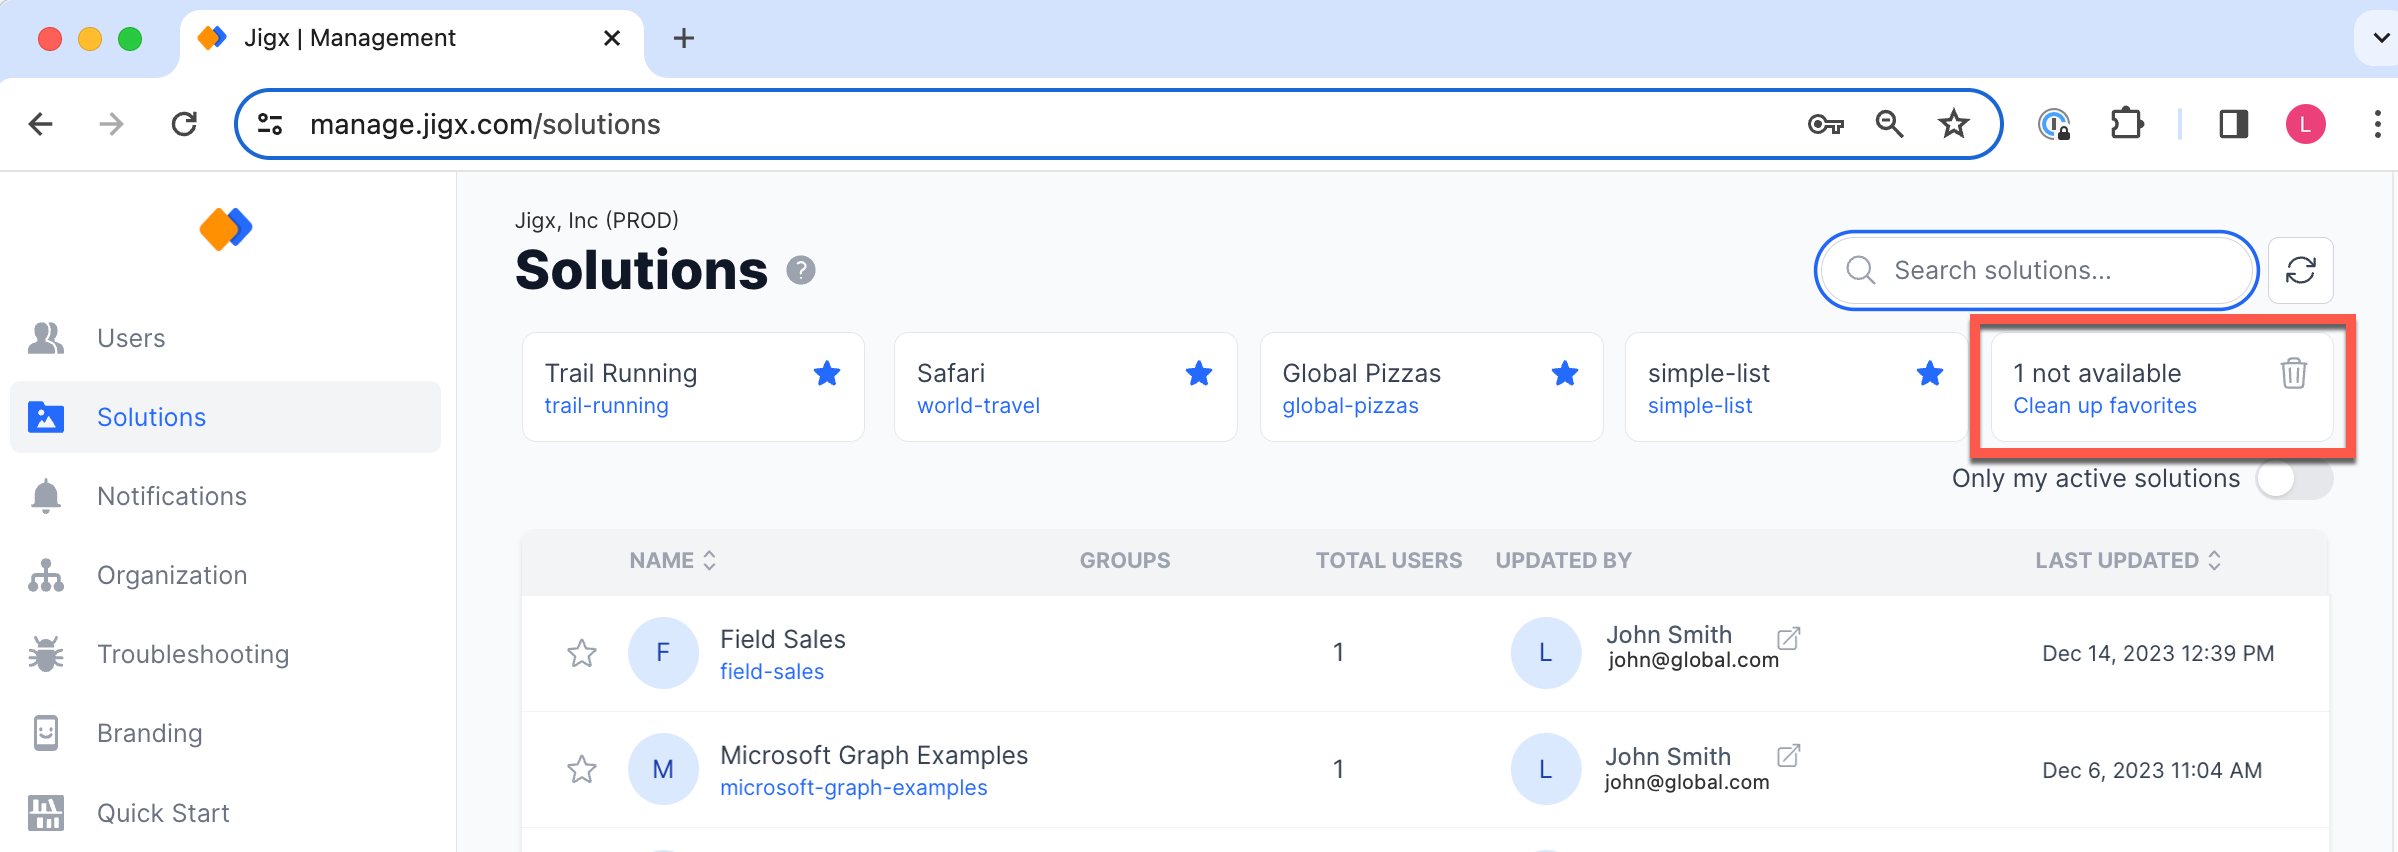 Jigx | Management
manage.jigx.com/solutions
L
Jigx, Inc (PROD)
Solutions ?
Search solutions...
Users
Solutions
Notifications
Organization
Troubleshooting
Branding
Quick Start
Trail Running
trail-running
Safari
world-travel
Global Pizzas
global-pizzas
simple-list
simple-list
1 not available
Clean up favorites
Only my active solutions
NAME GROUPS TOTAL USERS UPDATED BY LAST UPDATED
F Field Sales 1 L John Smith Dec 14, 2023 12:39 PM
field-sales john@global.com
M Microsoft Graph Examples 1 L John Smith Dec 6, 2023 11:04 AM
microsoft-graph-examples john@global.com